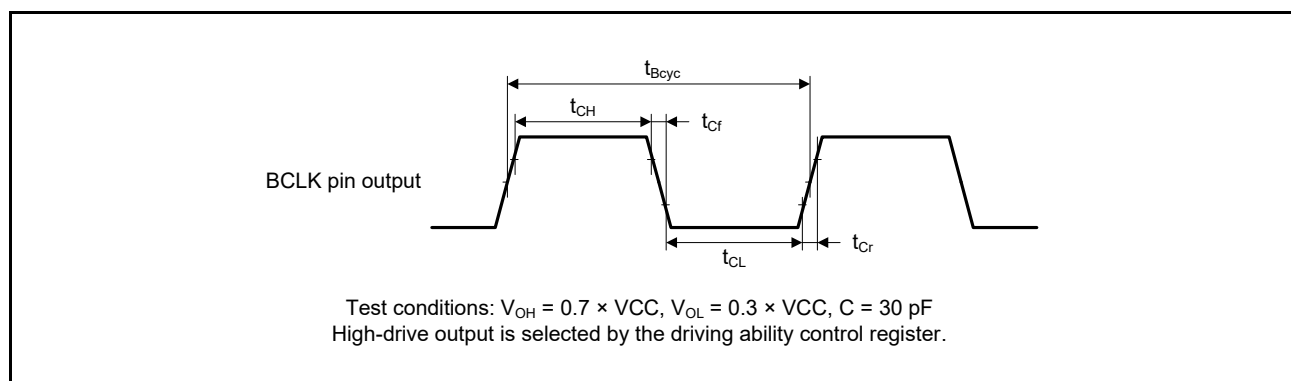 tBcyc
tCH
tCf
BCLK pin output
tCL
tCr
Test conditions: VOH = 0.7 × VCC, VOL = 0.3 × VCC, C = 30 pF
High-drive output is selected by the driving ability control register.